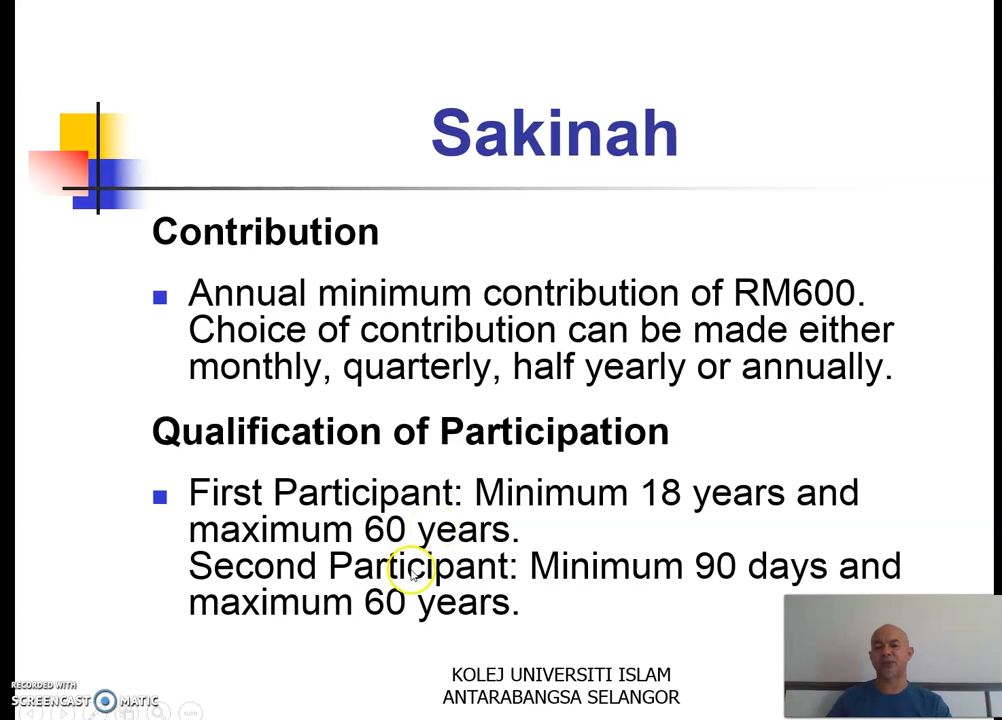 Sakinah
Contribution
Annual minimum contribution of RM600.
Choice of contribution can be made either
monthly, quarterly, half yearly or annually.
Qualification of Participation
First Participant: Minimum 18 years and
maximum 60 years.
Second Participant: Minimum 90 days and
maximum 60 years.
KOLEJ UNIVERSITI ISLAM
ANTARABANGSA SELANGOR
RECORDED WITH
SCREENCAST MATIC